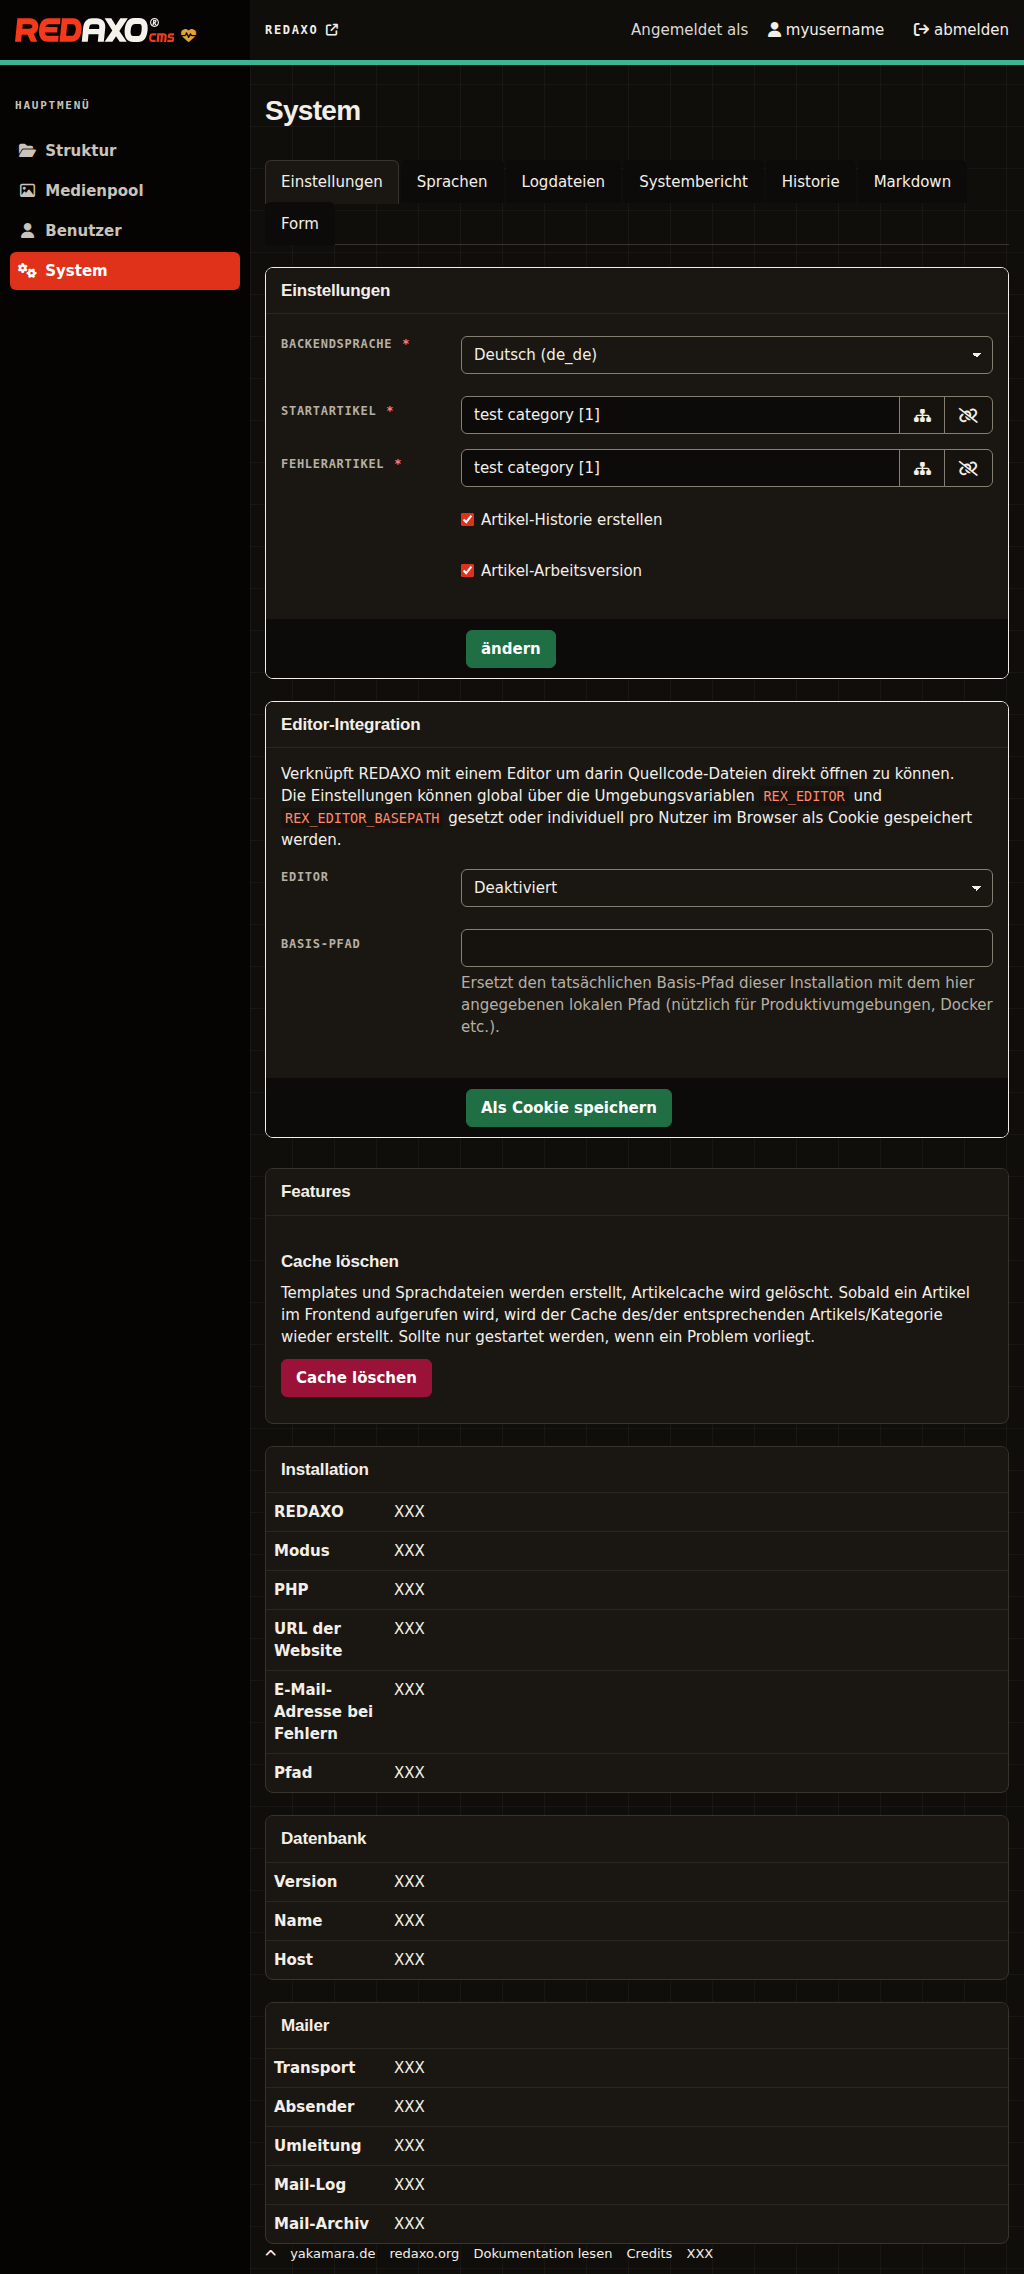 REDAXO® cms
REDAXO
Angemeldet als myusername abmelden
HAUPTMENÜ
Struktur
Medienpool
Benutzer
System
System
Einstellungen Sprachen Logdateien Systembericht Historie Markdown
Form
Einstellungen
BACKENDSPRACHE *
Deutsch (de_de)
STARTARTIKEL *
test category [1]
FEHLERARTIKEL *
test category [1]
Artikel-Historie erstellen
Artikel-Arbeitsversion
ändern
Editor-Integration
Verknüpft REDAXO mit einem Editor um darin Quellcode-Dateien direkt öffnen zu können.
Die Einstellungen können global über die Umgebungsvariablen REX_EDITOR und
REX_EDITOR_BASEPATH gesetzt oder individuell pro Nutzer im Browser als Cookie gespeichert
werden.
EDITOR
Deaktiviert
BASIS-PFAD
Ersetzt den tatsächlichen Basis-Pfad dieser Installation mit dem hier
angegebenen lokalen Pfad (nützlich für Produktivumgebungen, Docker
etc.).
Als Cookie speichern
Features
Cache löschen
Templates und Sprachdateien werden erstellt, Artikelcache wird gelöscht. Sobald ein Artikel
im Frontend aufgerufen wird, wird der Cache des/der entsprechenden Artikels/Kategorie
wieder erstellt. Sollte nur gestartet werden, wenn ein Problem vorliegt.
Cache löschen
Installation
REDAXO XXX
Modus XXX
PHP XXX
URL der XXX
Website
E-Mail- XXX
Adresse bei
Fehlern
Pfad XXX
Datenbank
Version XXX
Name XXX
Host XXX
Mailer
Transport XXX
Absender XXX
Umleitung XXX
Mail-Log XXX
Mail-Archiv XXX
yakamara.de redaxo.org Dokumentation lesen Credits XXX